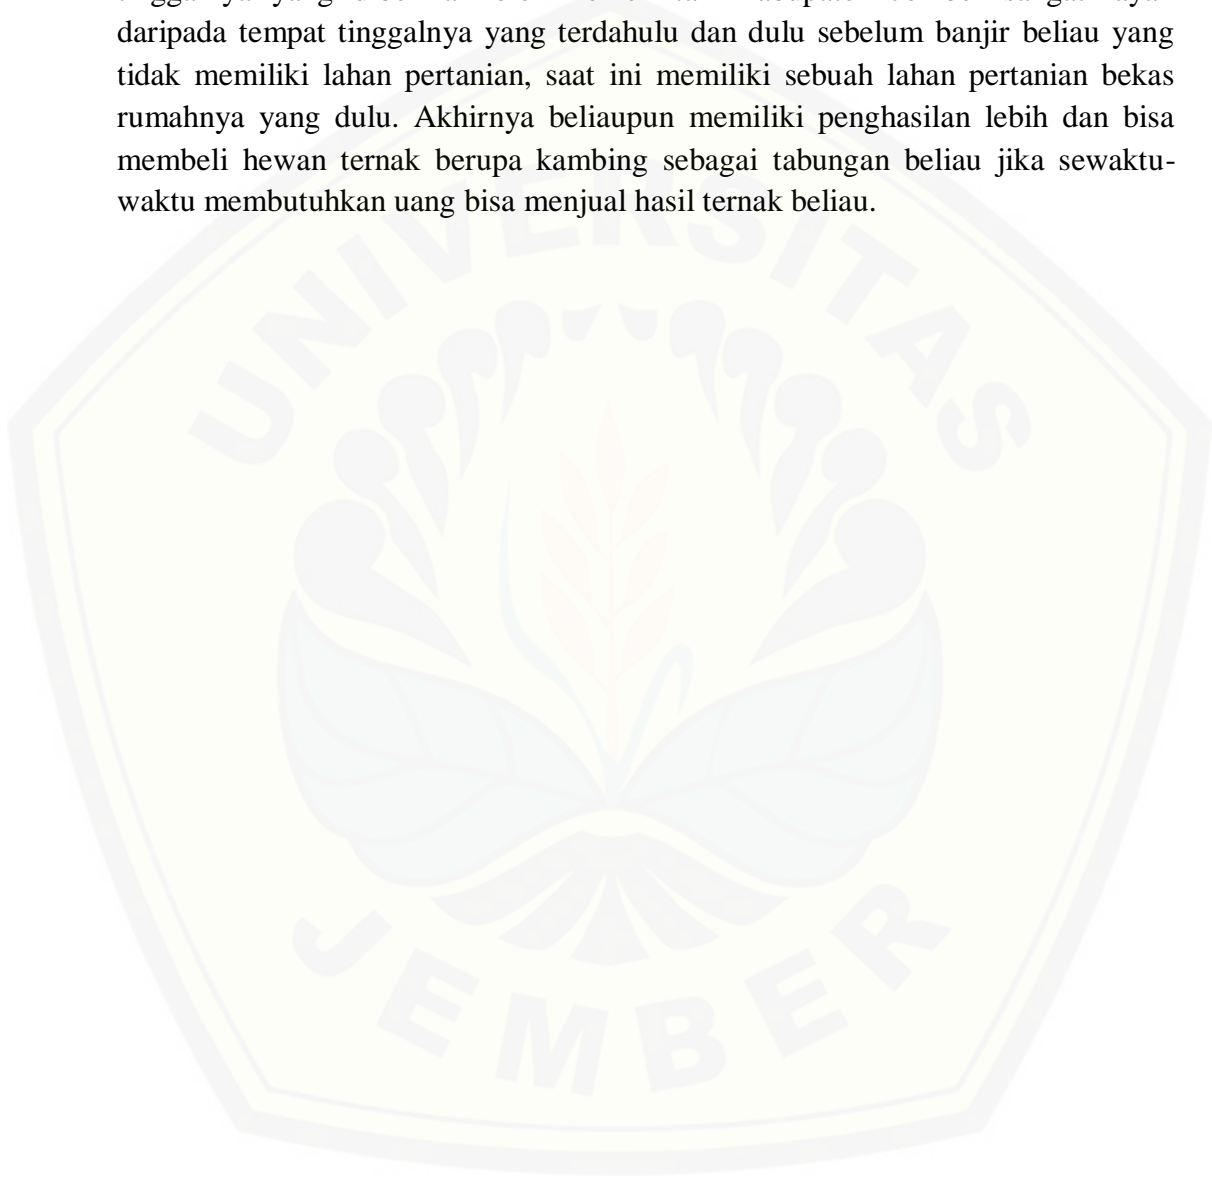 daripada tempat tinggalnya yang terdahulu dan dulu sebelum banjir beliau yang
tidak memiliki lahan pertanian, saat ini memiliki sebuah lahan pertanian bekas
rumahnya yang dulu. Akhirnya beliaupun memiliki penghasilan lebih dan bisa
membeli hewan ternak berupa kambing sebagai tabungan beliau jika sewaktu-
waktu membutuhkan uang bisa menjual hasil ternak beliau.
UNIVERSITAS
JEMBER